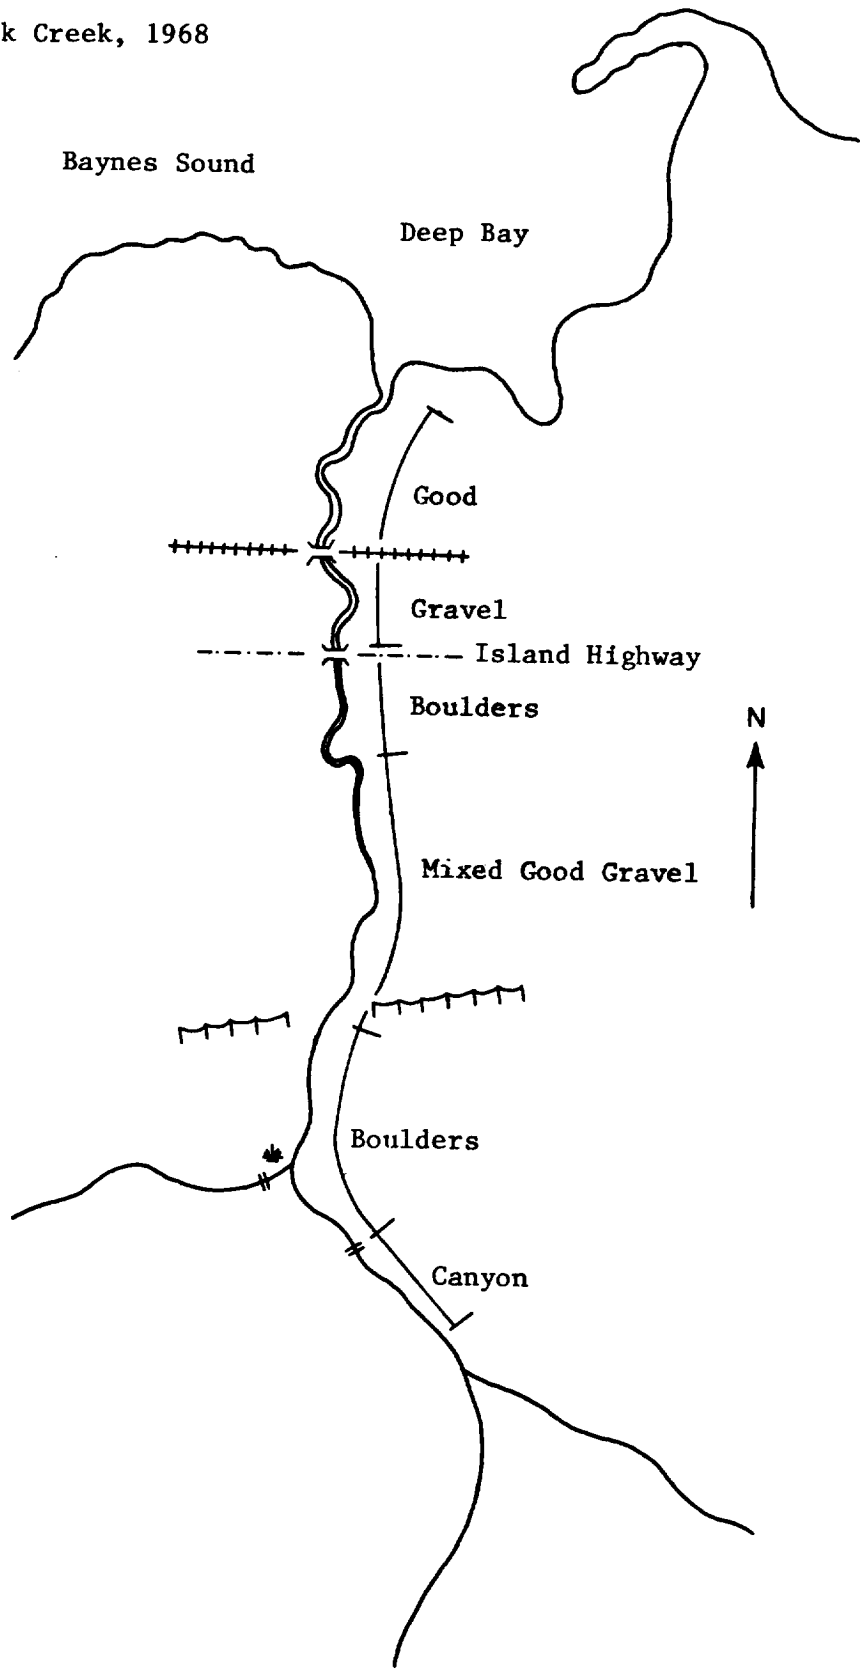 k Creek, 1968
Baynes Sound
Deep Bay
Good
Gravel
Island Highway
Boulders
N
Mixed Good Gravel
Boulders
Canyon